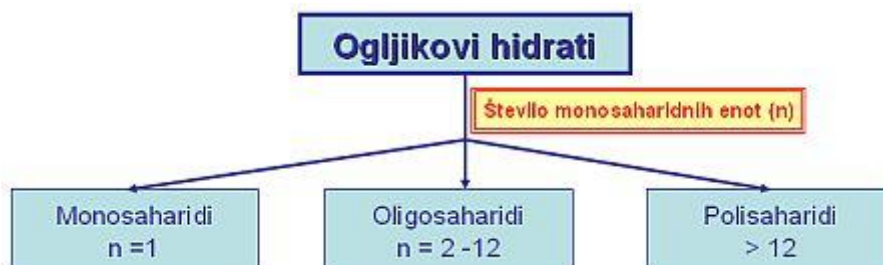 Ogljikovi hidrati
Število monosaharidnih enot (n)
Monosaharidi
n =1
Oligosaharidi
n = 2 -12
Polisaharidi
> 12